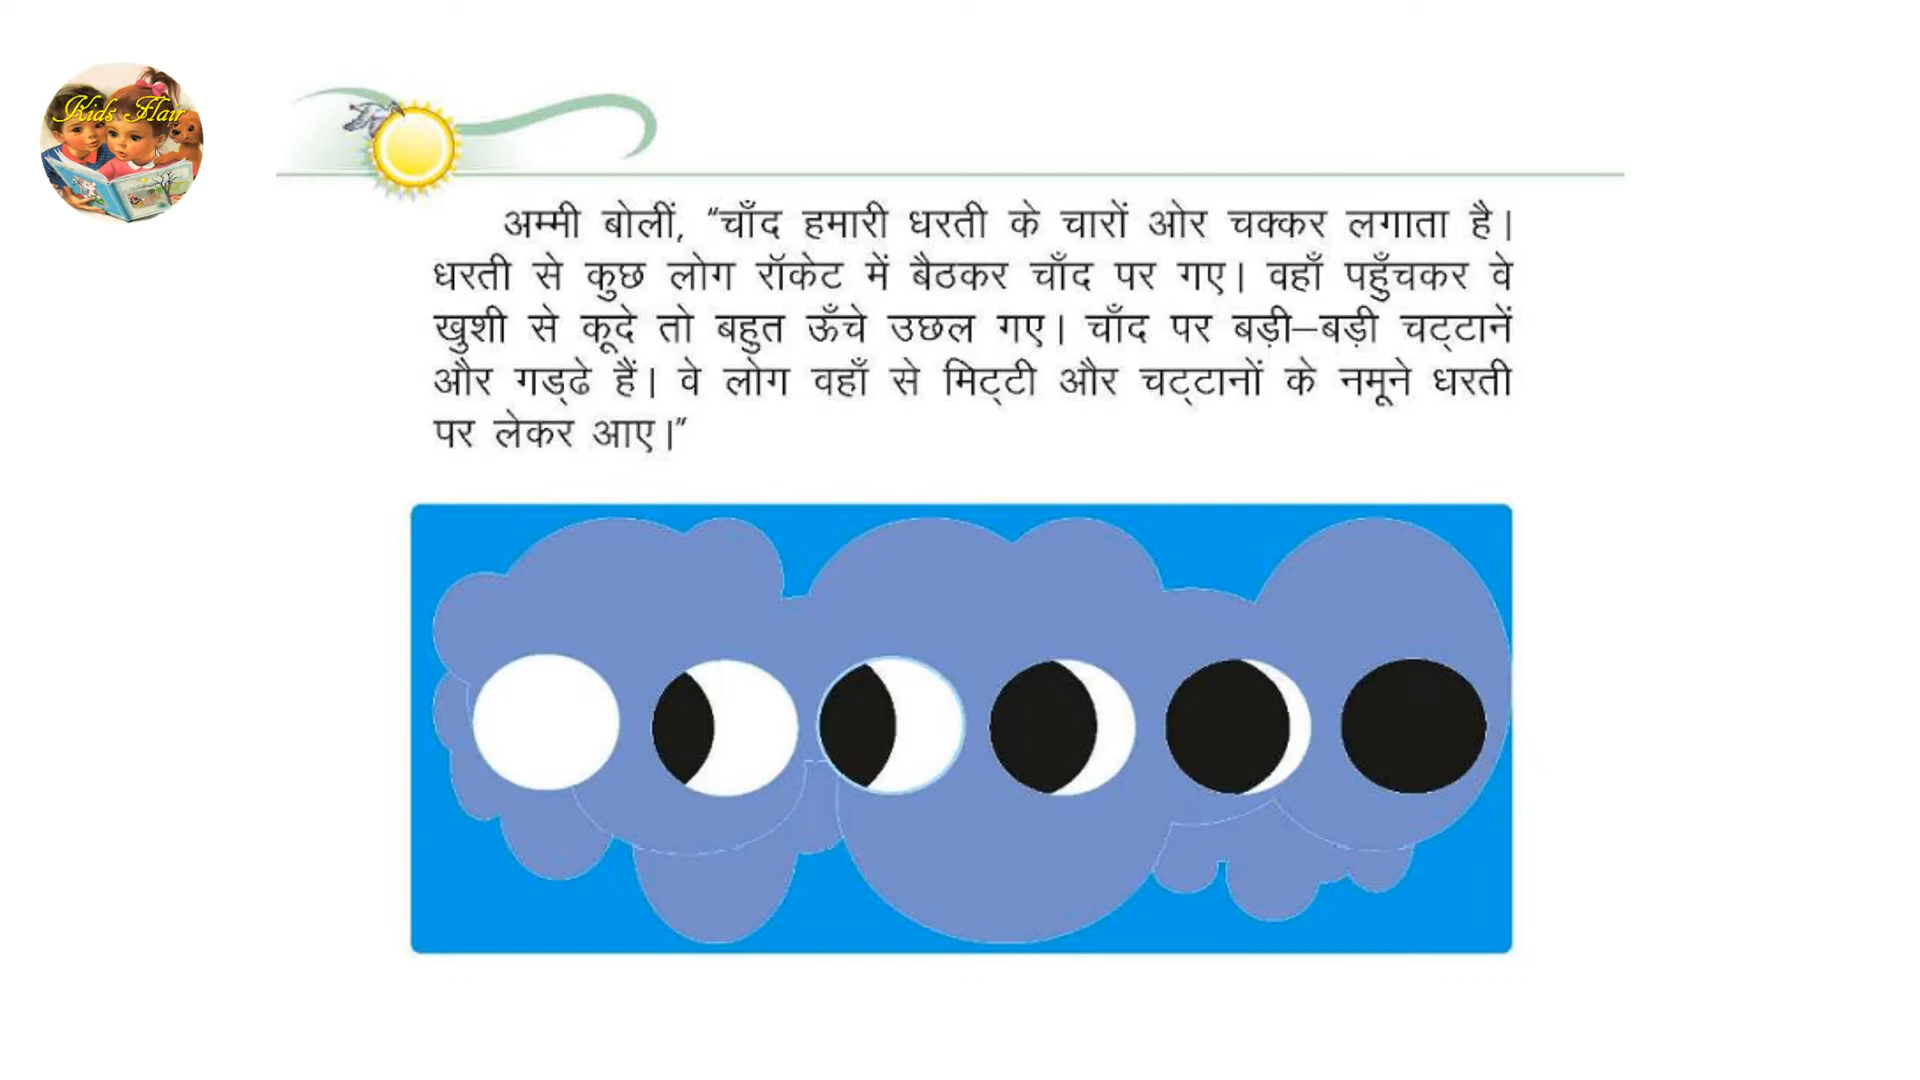 Kids Flair
अम्मी बोलीं, "चाँद हमारी धरती के चारों ओर चक्कर लगाता है।
धरती से कुछ लोग रॉकेट में बैठकर चाँद पर गए। वहाँ पहुँचकर वे
खुशी से कूदे तो बहुत ऊँचे उछल गए। चाँद पर बड़ी–बड़ी चट्टानें
और गड्ढे हैं। वे लोग वहाँ से मिट्टी और चट्टानों के नमूने धरती
पर लेकर आए।"